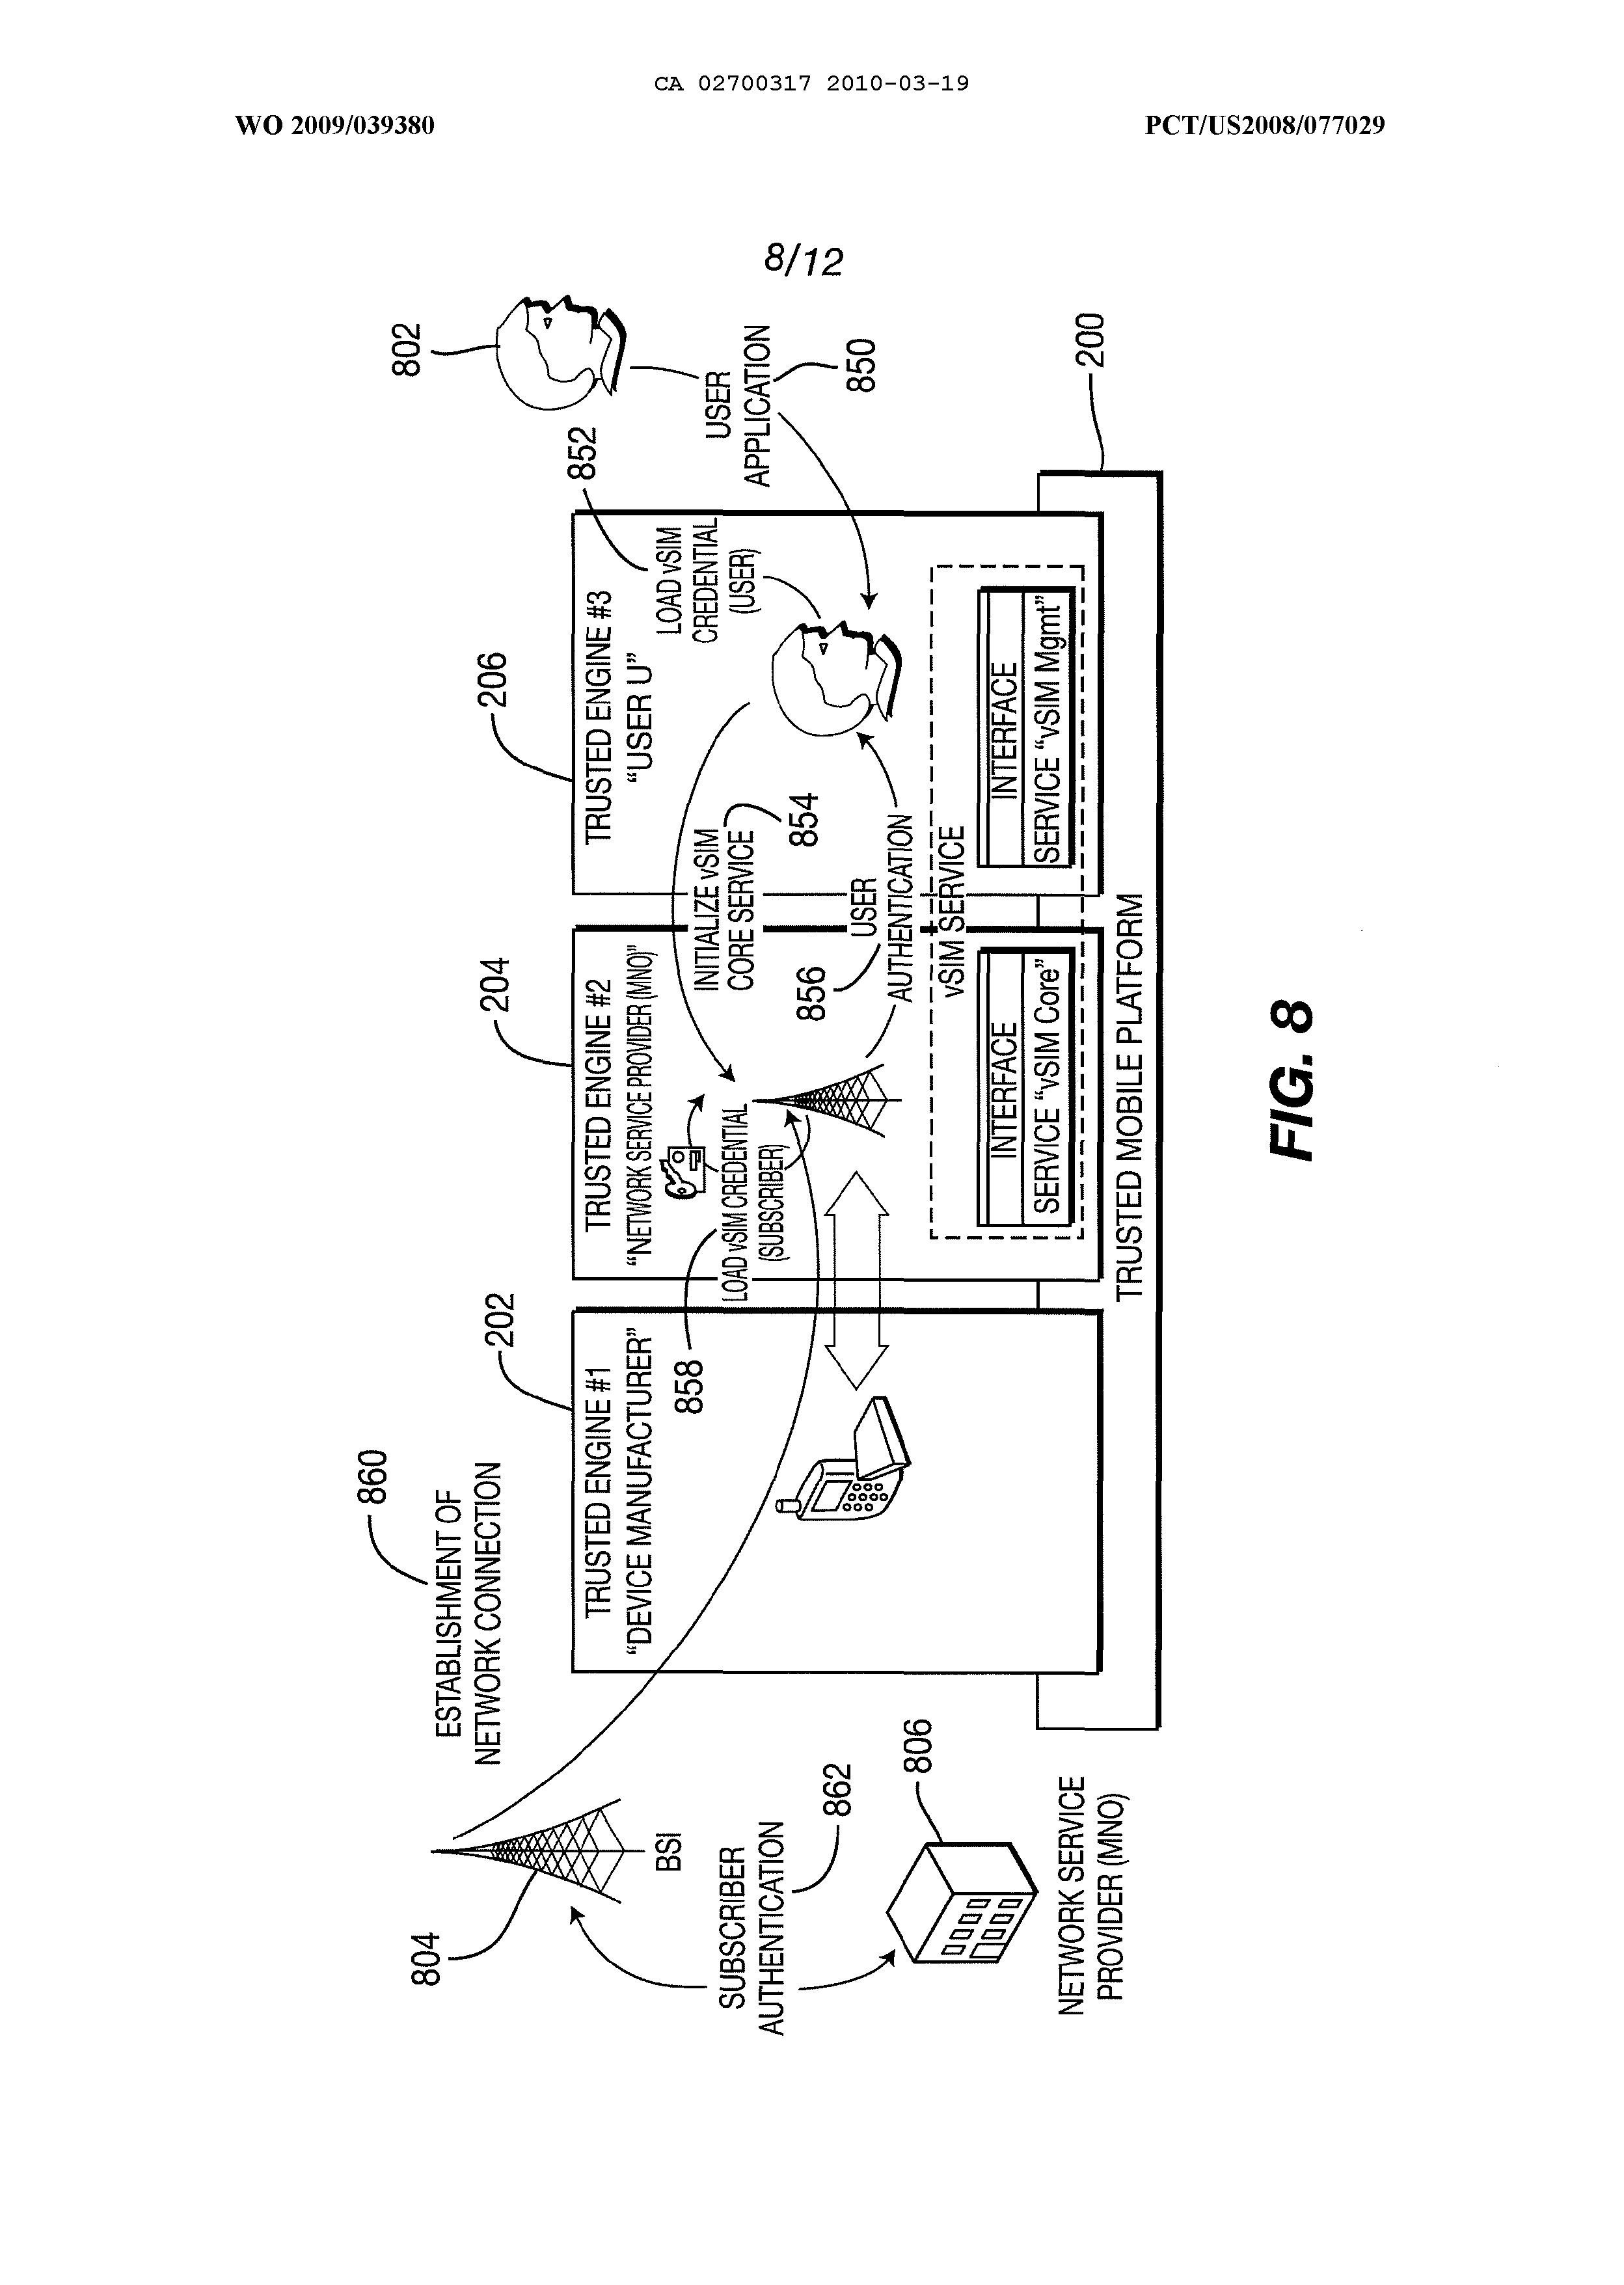 CA 02700317 2010-03-19
WO 2009/039380
PCT/US2008/077029
8/12
860
ESTABLISHMENT OF
NETWORK CONNECTION
804
BSI
SUBSCRIBER
AUTHENTICATION
862
806
NETWORK SERVICE
PROVIDER (MNO)
202
TRUSTED ENGINE #1
“DEVICE MANUFACTURER”
858
204
TRUSTED ENGINE #2
“NETWORK SERVICE PROVIDER (MNO)”
LOAD vSIM CREDENTIAL
(SUBSCRIBER)
206
TRUSTED ENGINE #3
“USER U”
852
LOAD vSIM
CREDENTIAL
(USER)
INITIALIZE vSIM
CORE SERVICE
854
856
USER
AUTHENTICATION
vSIM SERVICE
INTERFACE
SERVICE “vSIM Core”
INTERFACE
SERVICE “vSIM Mgmt”
TRUSTED MOBILE PLATFORM
802
USER
APPLICATION
850
200
FIG. 8